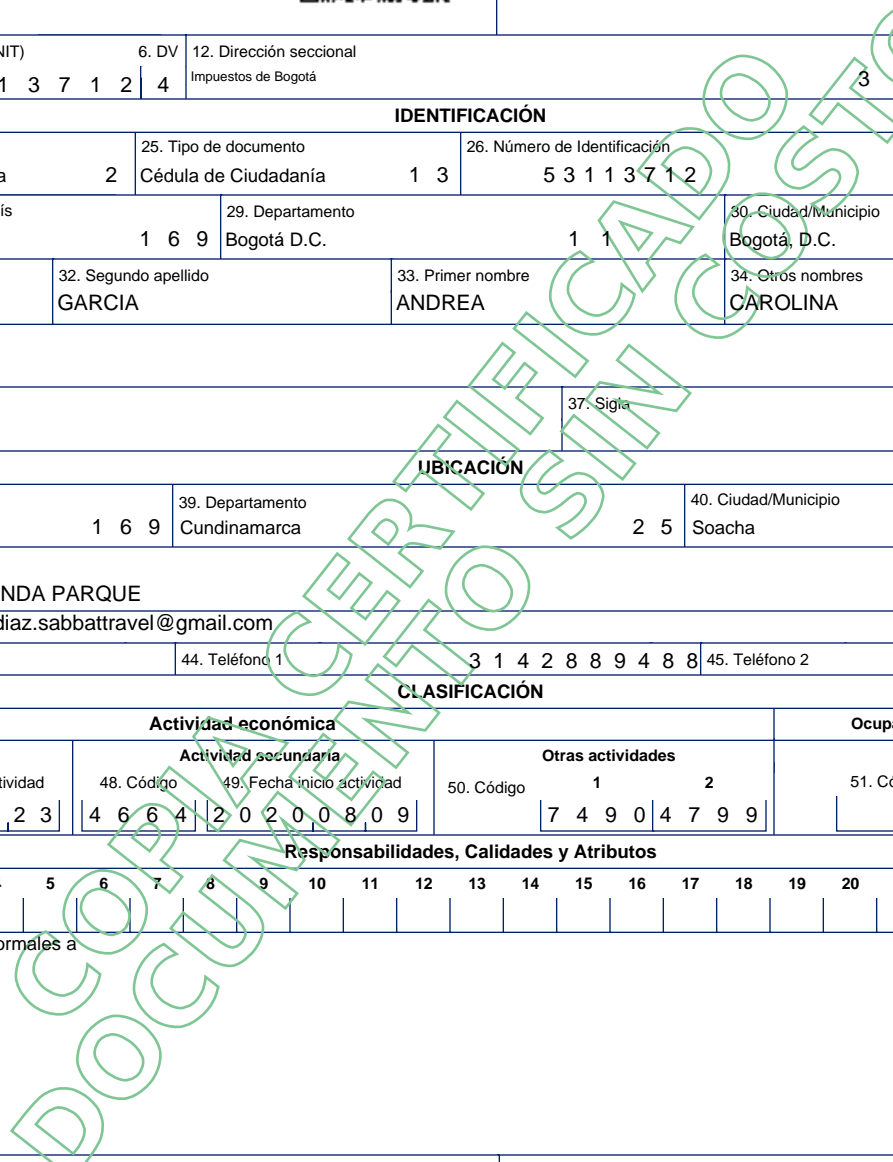 NIT) 6. DV 12. Dirección seccional
1 3 7 1 2 4 Impuestos de Bogotá 3
IDENTIFICACIÓN
25. Tipo de documento 26. Número de Identificación
a 2 Cédula de Ciudadanía 1 3 5 3 1 1 3 7 1 2
ís 29. Departamento 30. Ciudad/Municipio
1 6 9 Bogotá D.C. 1 1 Bogotá, D.C.
32. Segundo apellido 33. Primer nombre 34. Otros nombres
GARCIA ANDREA CAROLINA
37. Sigla
UBICACIÓN
39. Departamento 40. Ciudad/Municipio
1 6 9 Cundinamarca 2 5 Soacha
NDA PARQUE
diaz.sabbattravel@gmail.com
44. Teléfono 1 3 1 4 2 8 8 9 4 8 8 45. Teléfono 2
CLASIFICACIÓN
Actividad económica Ocupa
Actividad secundaria Otras actividades
tividad 48. Código 49. Fecha inicio actividad 50. Código 1 2 51. Có
2 3 4 6 6 4 2 0 2 0 0 8 0 9 7 4 9 0 4 7 9 9
Responsabilidades, Calidades y Atributos
5 6 7 8 9 10 11 12 13 14 15 16 17 18 19 20
ormales a
COPIA CERTIFICADO
DOCUMENTO SIN COSTO